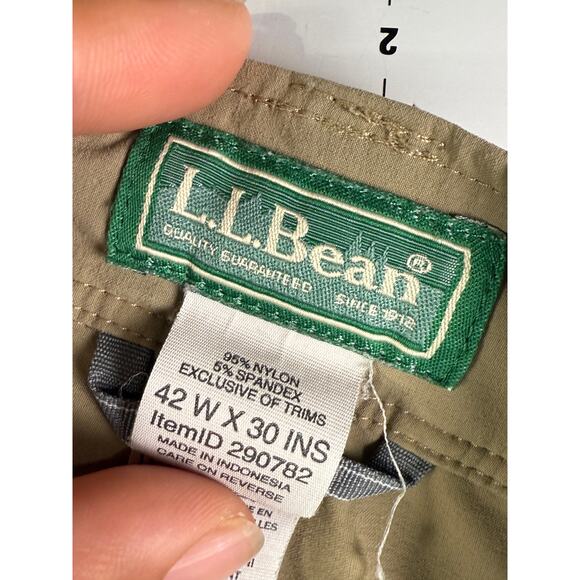 2
L.L.Bean
QUALITY GUARANTEED SINCE 1912
95% NYLON
5% SPANDEX
EXCLUSIVE OF TRIMS
42 W X 30 INS
ItemID 290782
MADE IN INDONESIA
CARE ON REVERSE